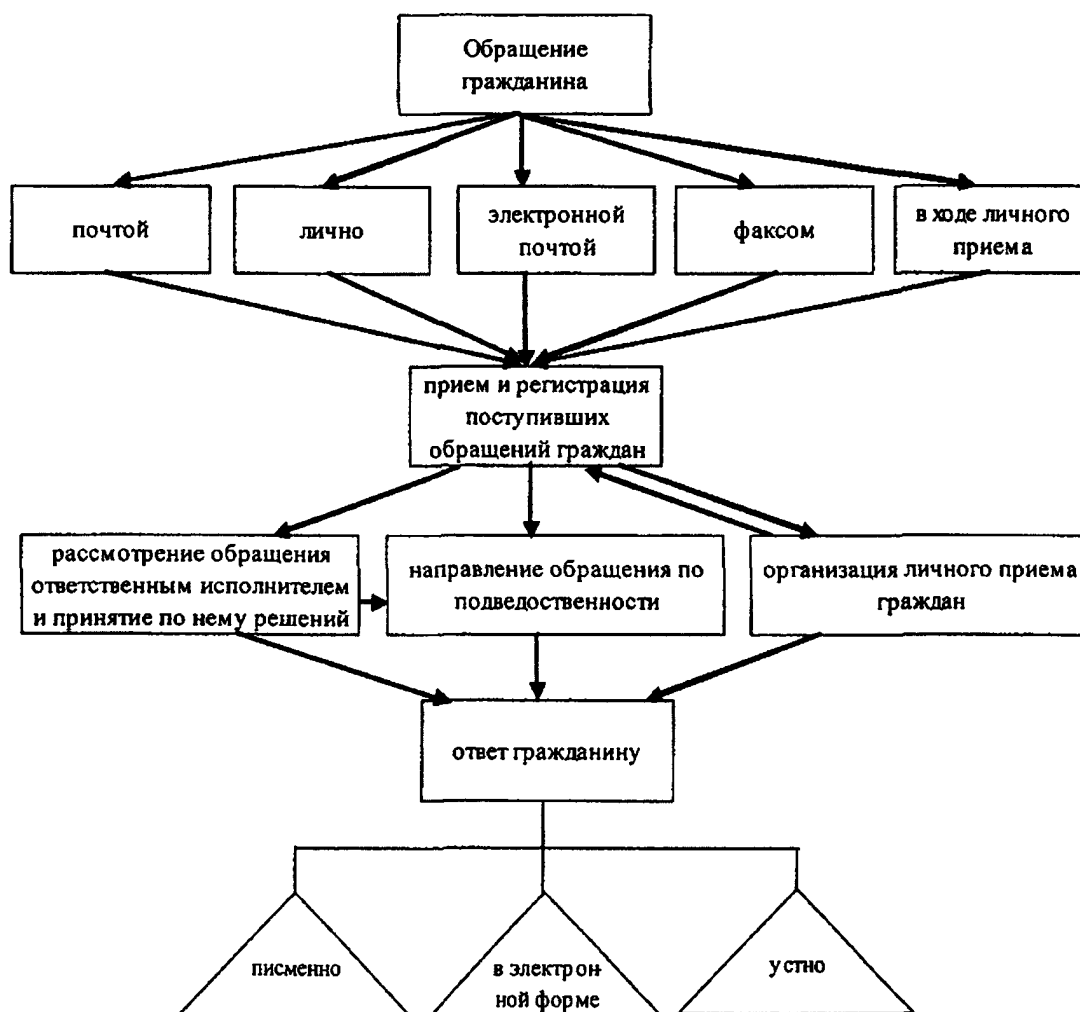 Обращение
гражданина
почтой
лично
электронной
почтой
факсом
в ходе личного
приема
прием и регистрация
поступивших
обращений граждан
рассмотрение обращения
ответственным исполнителем
и принятие по нему решений
направление обращения по
подведоственности
организация личного приема
граждан
ответ гражданину
писменно
в электрон-
ной форме
устно